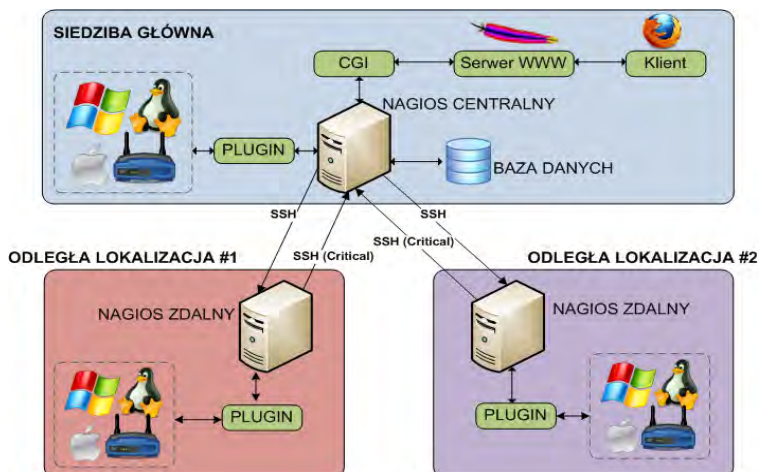 SIEDZIBA GŁÓWNA
CGI
Serwer WWW
Klient
NAGIOS CENTRALNY
PLUGIN
BAZA DANYCH
SSH
SSH (Critical)
SSH
SSH (Critical)
ODLEGŁA LOKALIZACJA #1
NAGIOS ZDALNY
PLUGIN
ODLEGŁA LOKALIZACJA #2
NAGIOS ZDALNY
PLUGIN